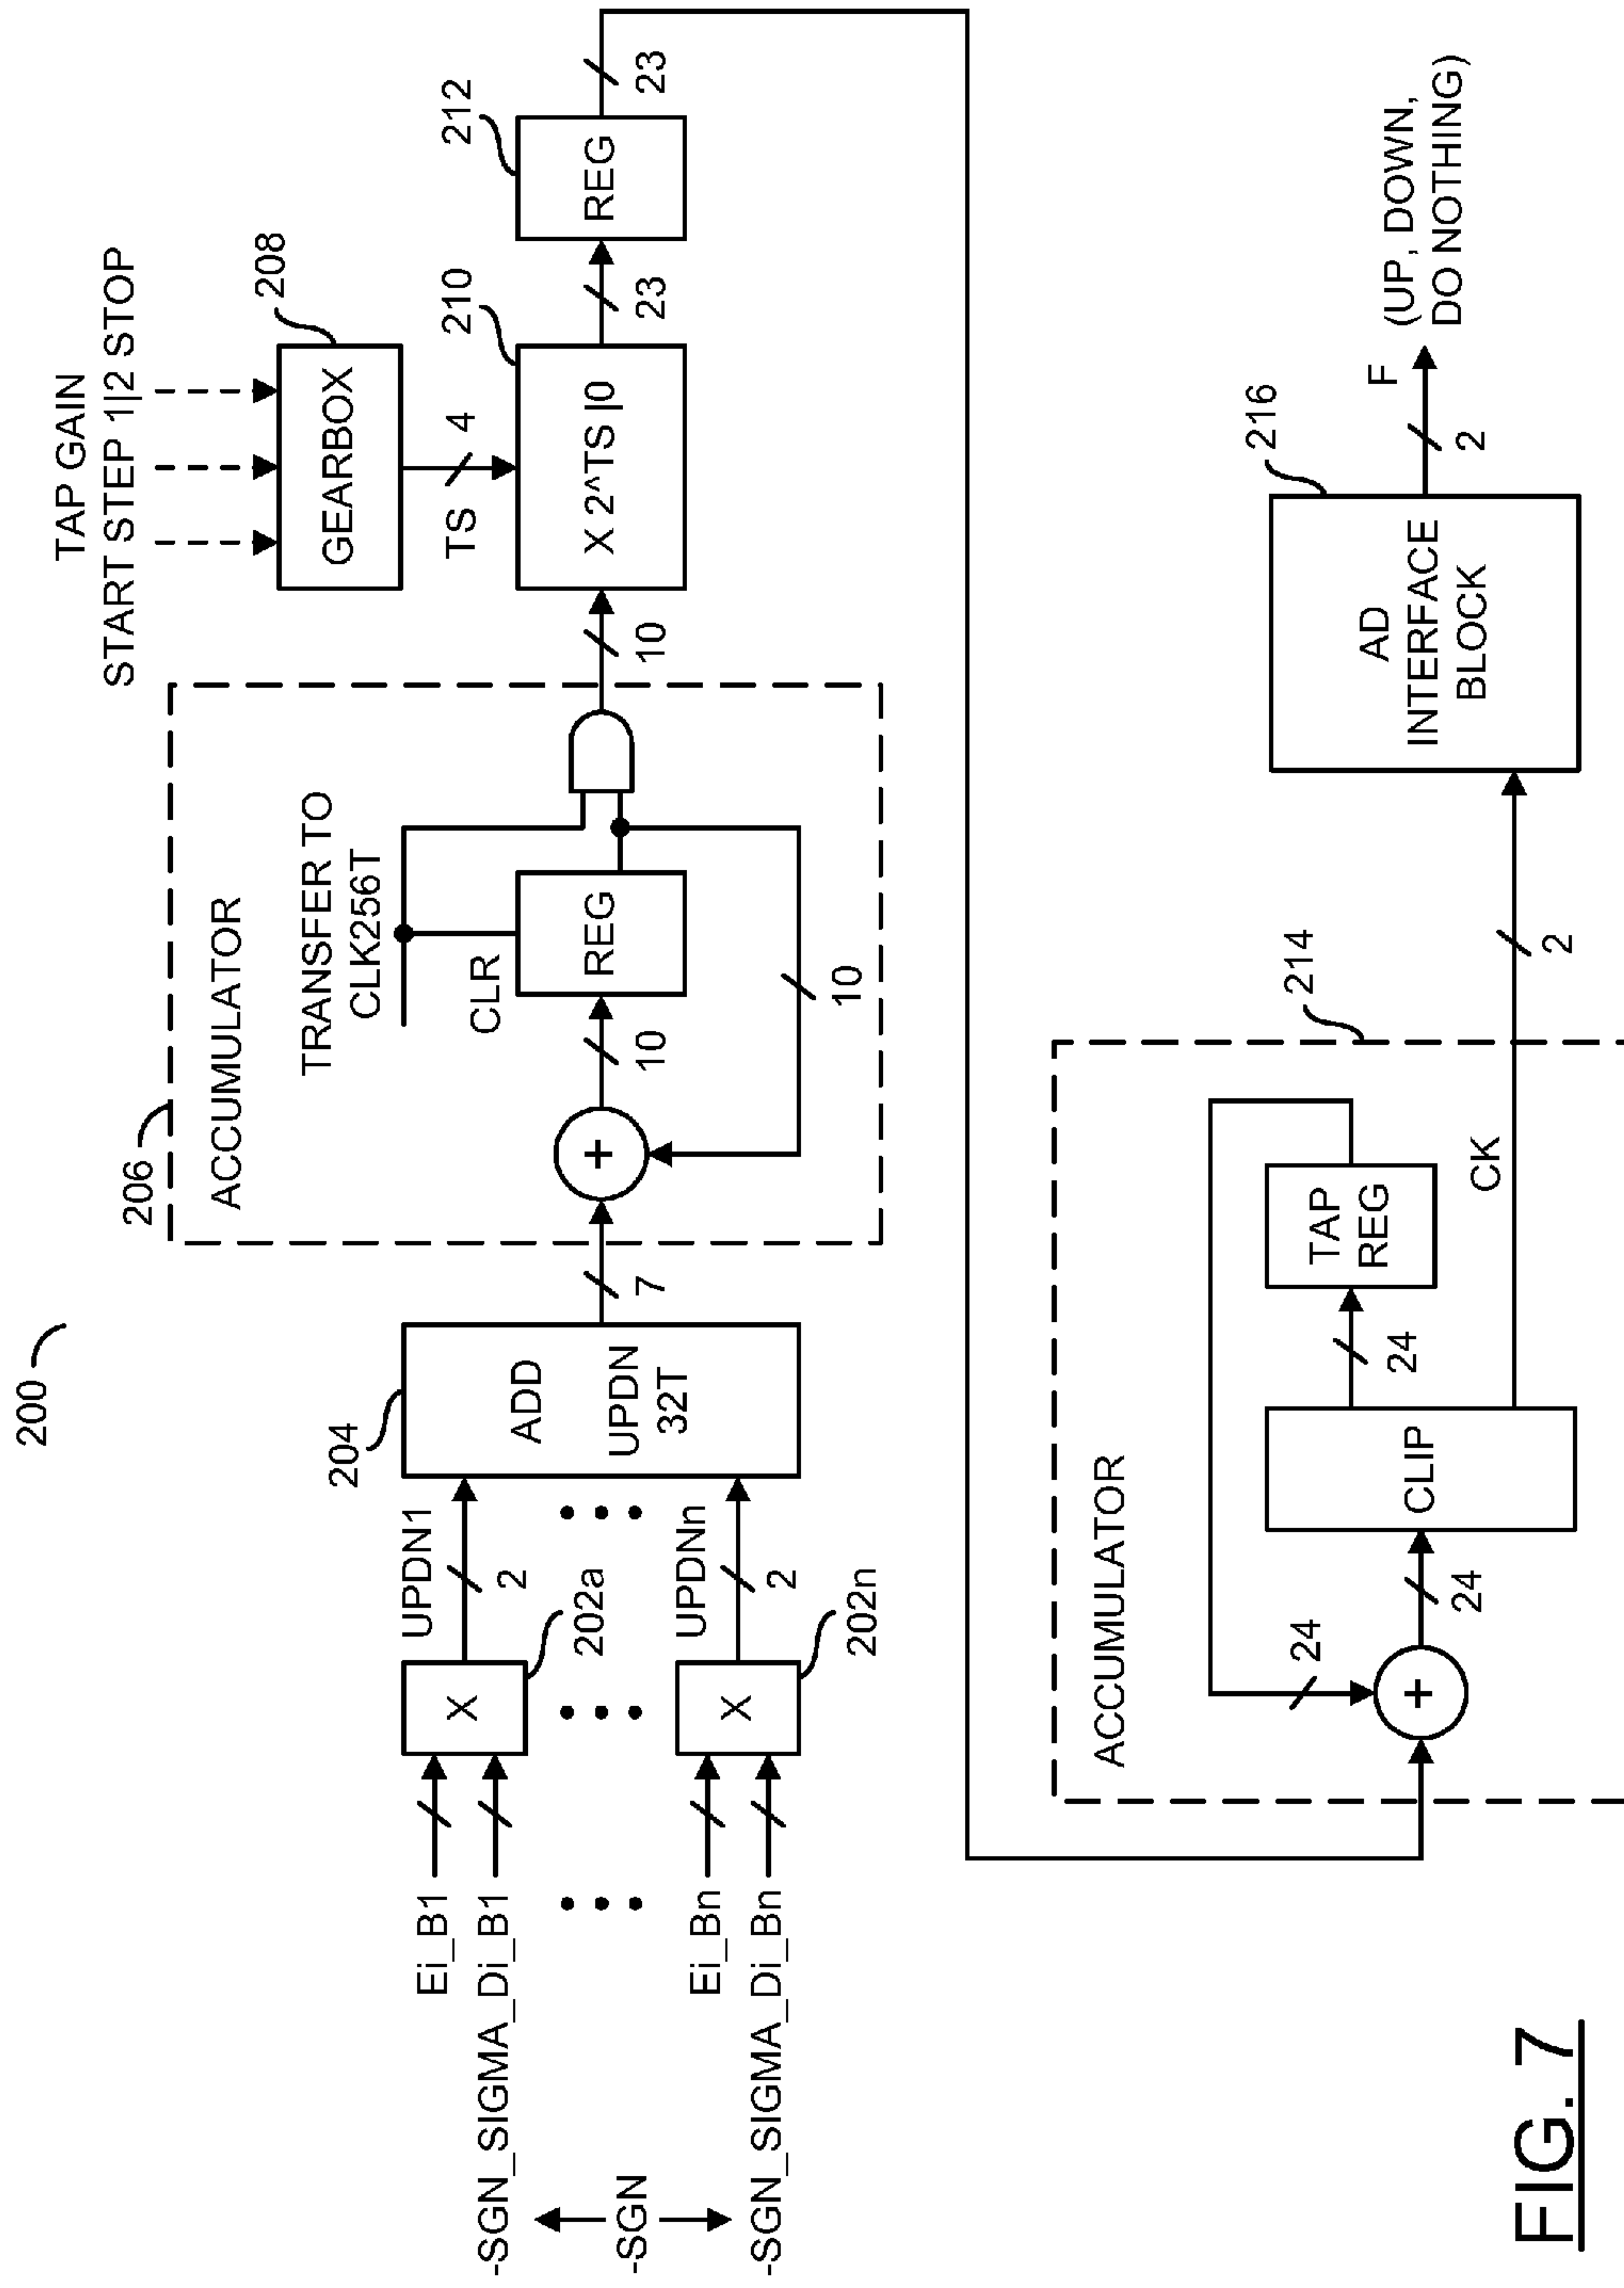 200
Ei_B1
-SGN_SIGMA_Di_B1
-SGN
Ei_Bn
-SGN_SIGMA_Di_Bn
X
202a
X
202n
UPDN1
2
UPDNn
2
204
ADD
UPDN
32T
7
206
ACCUMULATOR
+
10
TRANSFER TO
CLK256T
CLR
REG
10
10
TAP GAIN
START STEP 1|2 STOP
208
GEARBOX
TS
4
210
X 2^TS |0
23
212
REG
23
214
ACCUMULATOR
24
+
24
CLIP
24
TAP
REG
CK
2
216
AD
INTERFACE
BLOCK
F
2
(UP, DOWN,
DO NOTHING)
FIG. 7